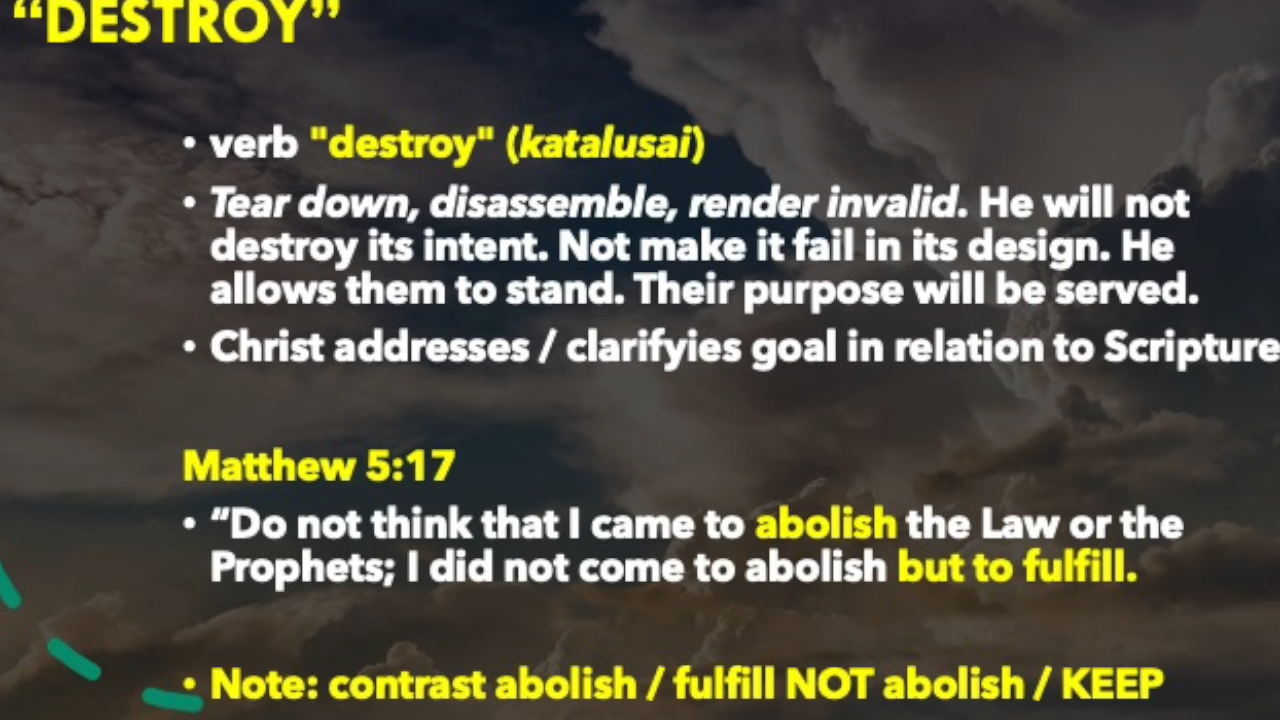 “DESTROY”
• verb "destroy" (katalusai)
• Tear down, disassemble, render invalid. He will not
destroy its intent. Not make it fail in its design. He
allows them to stand. Their purpose will be served.
• Christ addresses / clarifyies goal in relation to Scripture
Matthew 5:17
• “Do not think that I came to abolish the Law or the
Prophets; I did not come to abolish but to fulfill.
• Note: contrast abolish / fulfill NOT abolish / KEEP